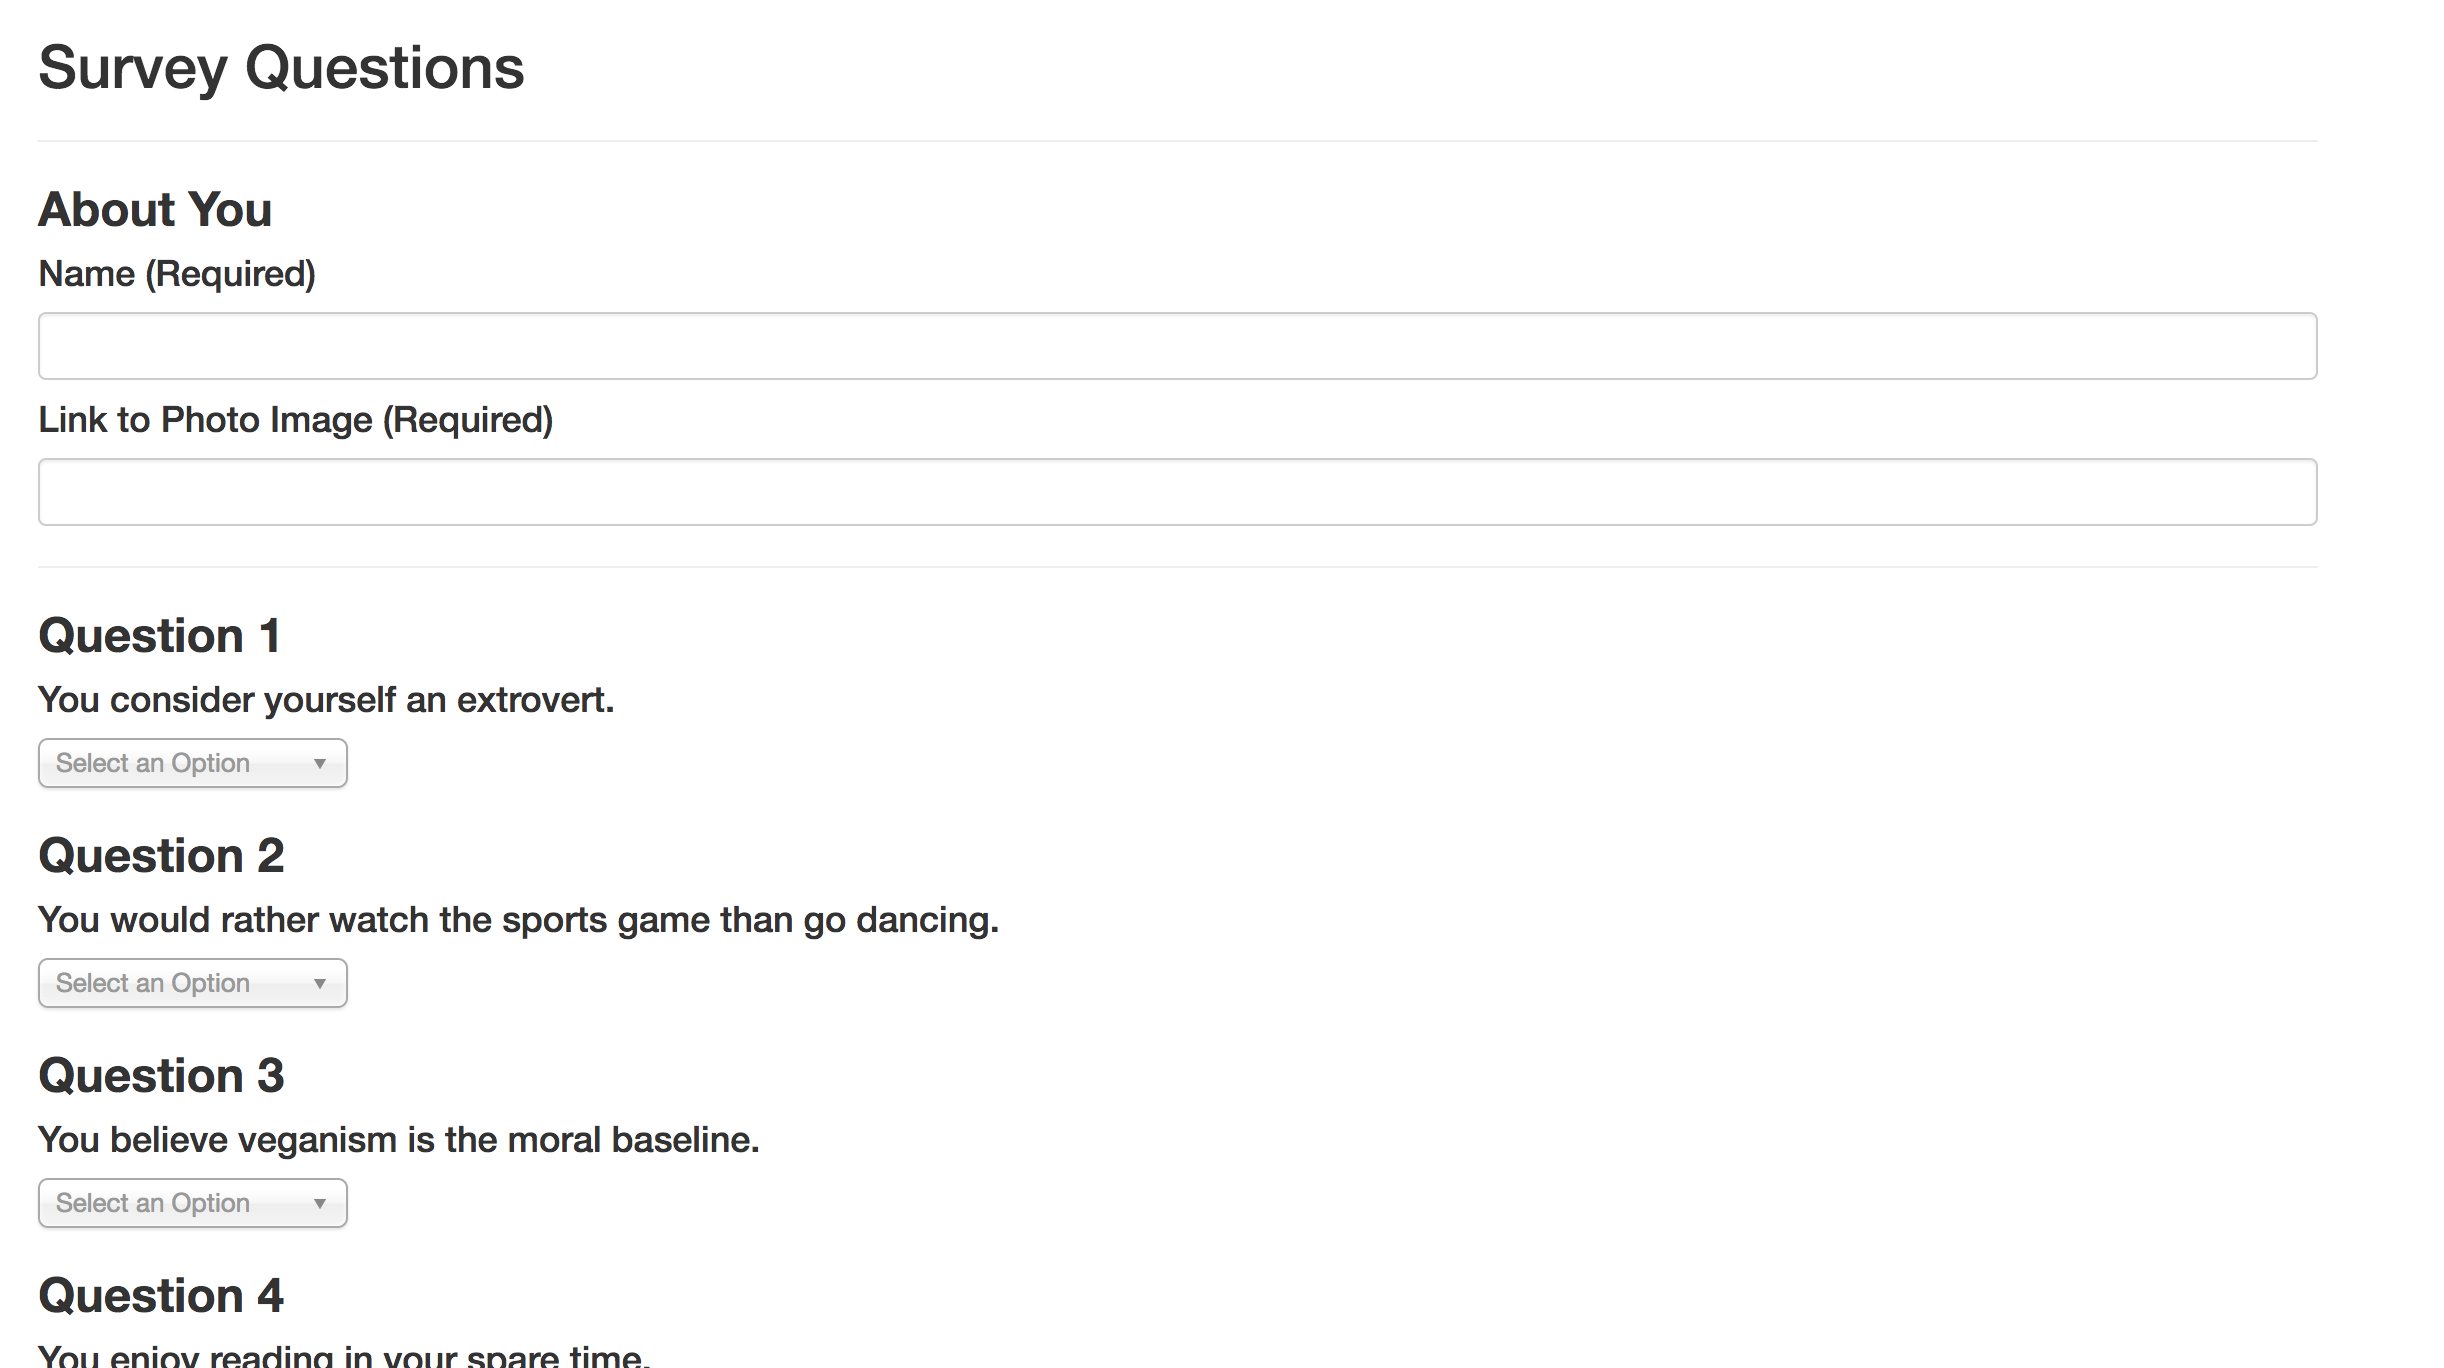 Survey Questions
About You
Name (Required)
Link to Photo Image (Required)
Question 1
You consider yourself an extrovert.
Select an Option
Question 2
You would rather watch the sports game than go dancing.
Select an Option
Question 3
You believe veganism is the moral baseline.
Select an Option
Question 4
You enjoy reading in your spare time.